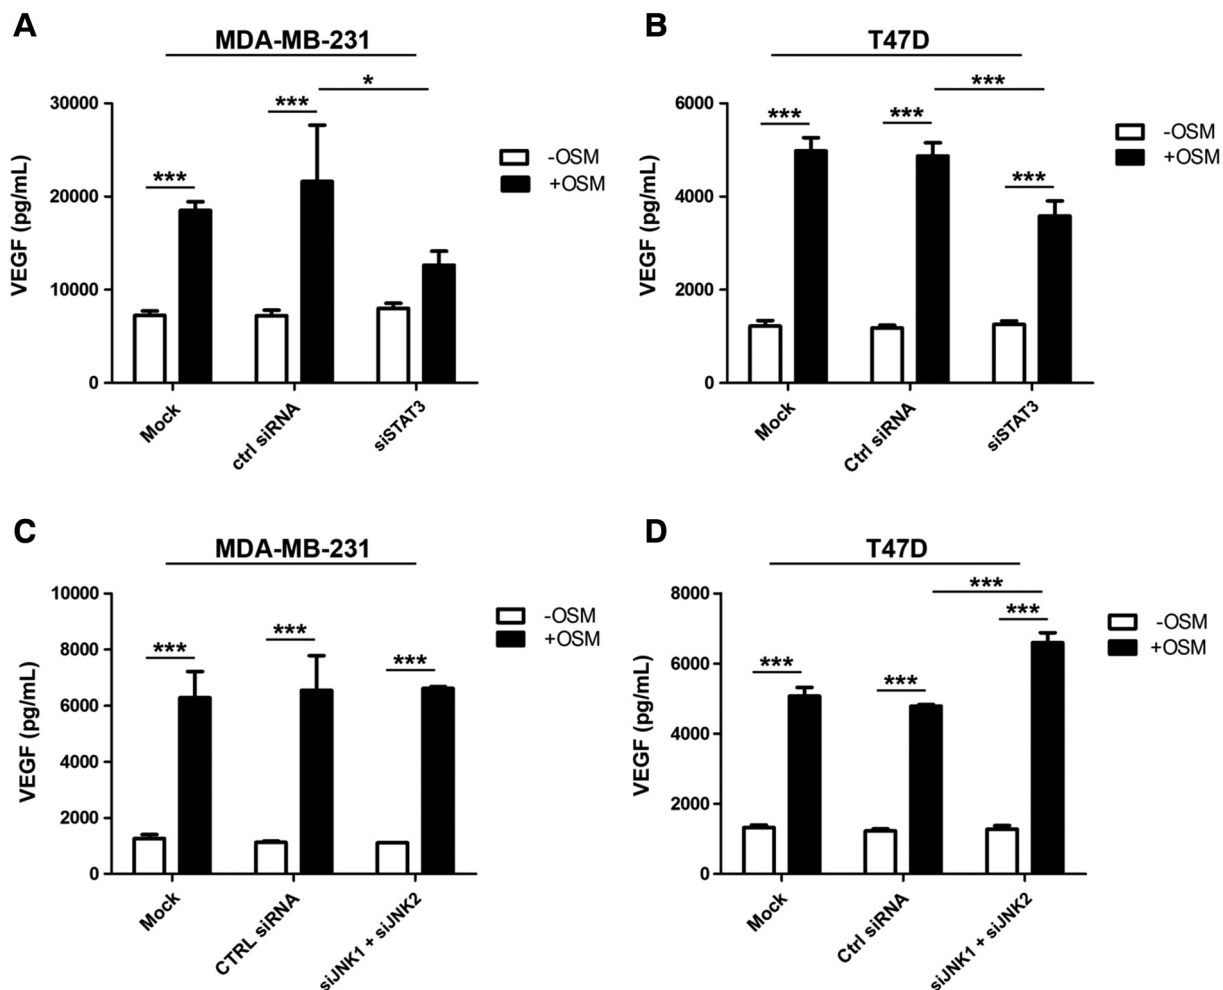 A
MDA-MB-231
*
***
***
30000
20000
10000
0
VEGF (pg/mL)
-OSM
+OSM
Mock
ctrl siRNA
siSTAT3
B
T47D
***
***
***
***
6000
4000
2000
0
VEGF (pg/mL)
-OSM
+OSM
Mock
Ctrl siRNA
siSTAT3
C
MDA-MB-231
***
***
***
10000
8000
6000
4000
2000
0
VEGF (pg/mL)
-OSM
+OSM
Mock
CTRL siRNA
siJNK1 + siJNK2
D
T47D
***
***
***
***
8000
6000
4000
2000
0
VEGF (pg/mL)
-OSM
+OSM
Mock
Ctrl siRNA
siJNK1 + siJNK2